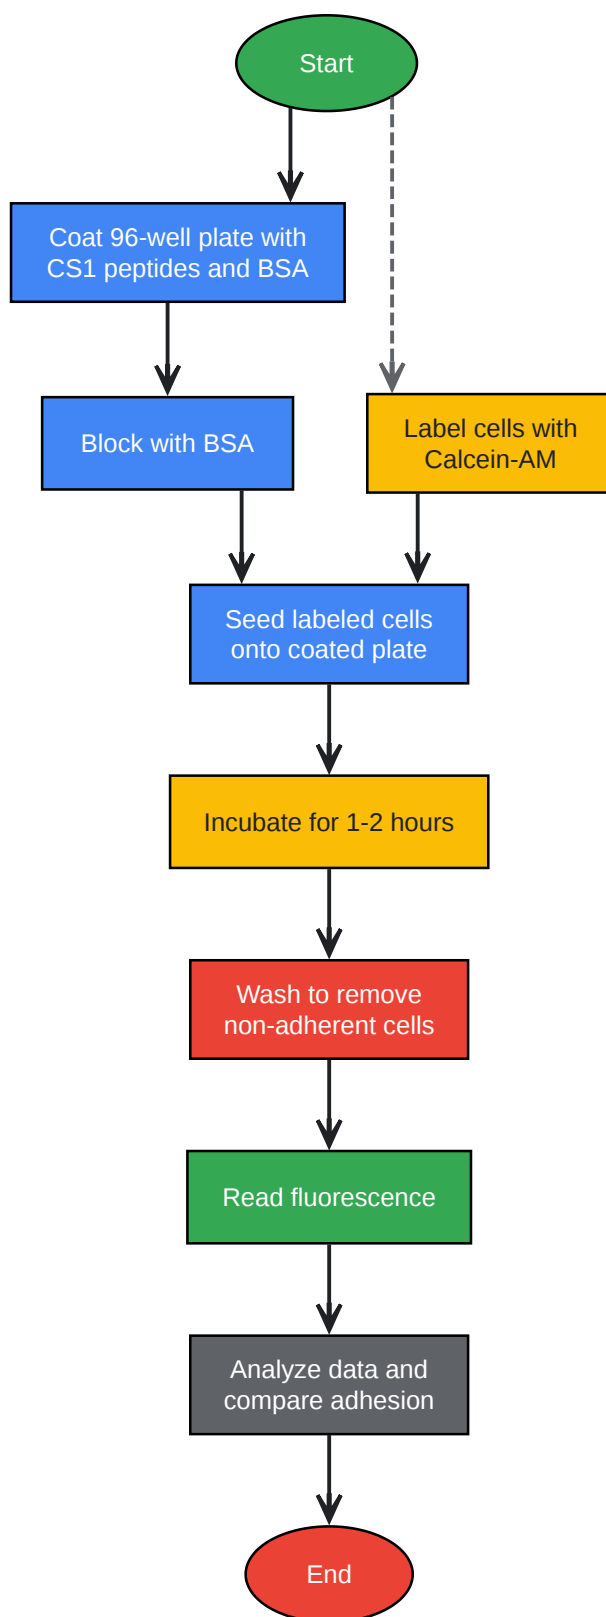 Start
Coat 96-well plate with
CS1 peptides and BSA
Block with BSA
Label cells with
Calcein-AM
Seed labeled cells
onto coated plate
Incubate for 1-2 hours
Wash to remove
non-adherent cells
Read fluorescence
Analyze data and
compare adhesion
End